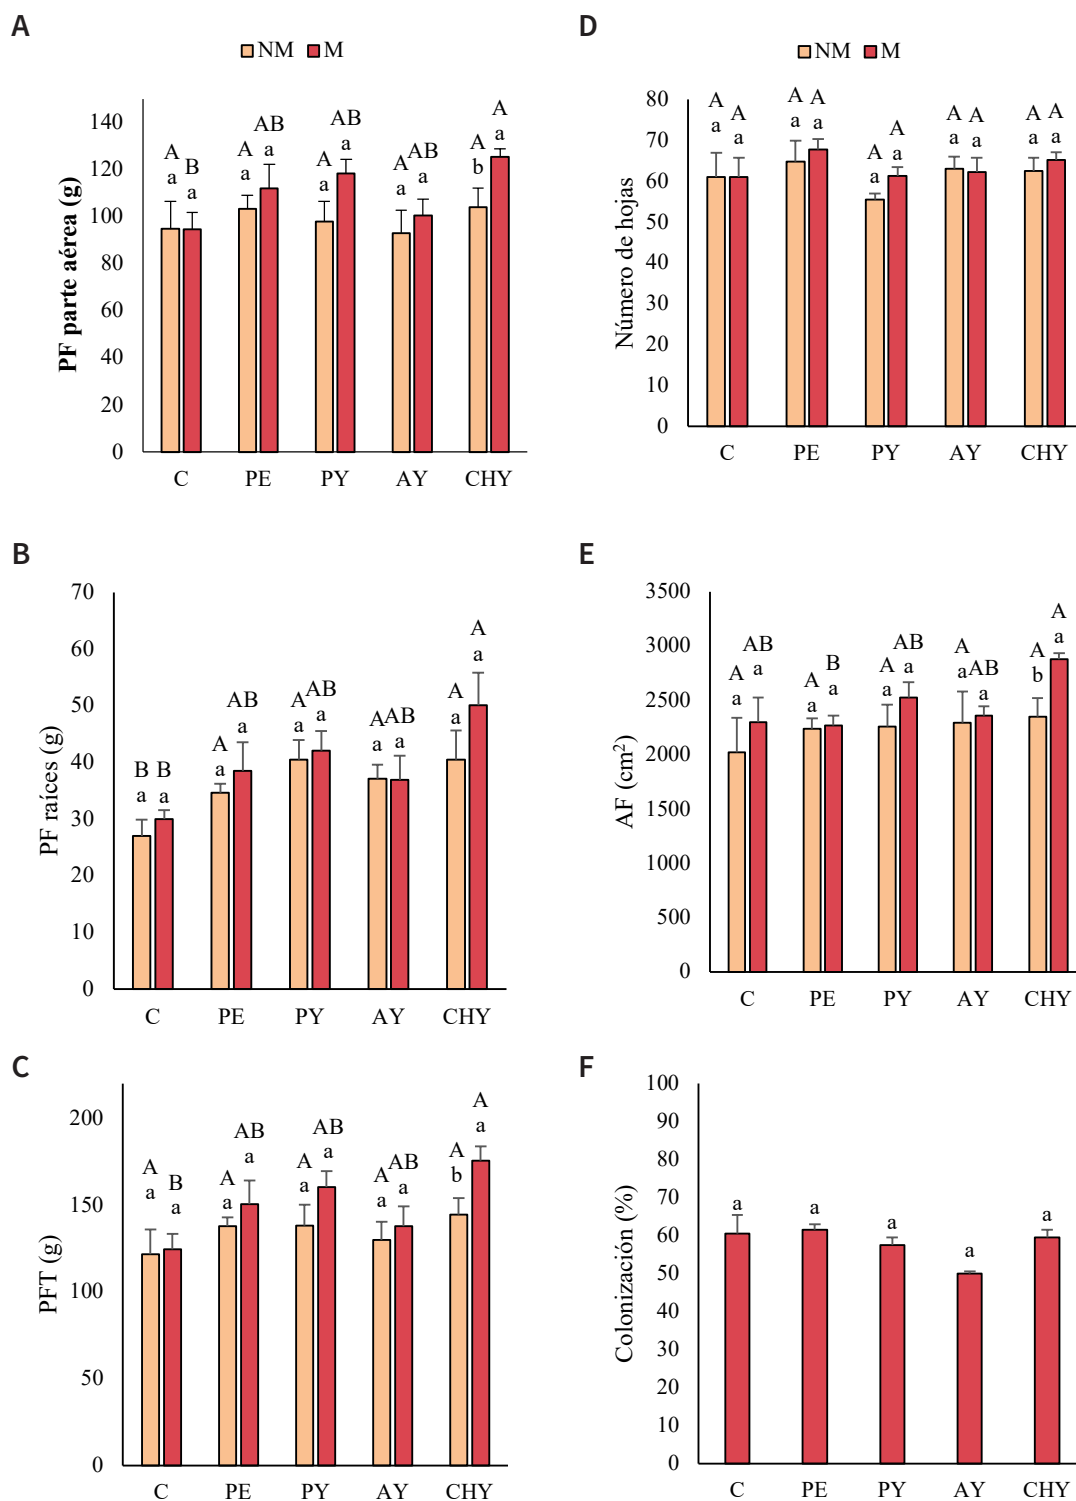 A
NM M
PF parte aérea (g)
140
120
100
80
60
40
20
0
A a B a
A a AB a
A a AB a
A a AB a
A b A a
C PE PY AY CHY
D
NM M
Número de hojas
80
70
60
50
40
30
20
10
0
A a A a
A a A a
A a A a
A a A a
A a A a
C PE PY AY CHY
B
PF raíces (g)
70
60
50
40
30
20
10
0
B a B a
A a AB a
A a AB a
A a AB a
A a A a
C PE PY AY CHY
E
AF (cm²)
3500
3000
2500
2000
1500
1000
500
0
A a AB a
A a B a
A a AB a
A a AB a
A b A a
C PE PY AY CHY
C
PFT (g)
200
150
100
50
0
A a B a
A a AB a
A a AB a
A a AB a
A b A a
C PE PY AY CHY
F
Colonización (%)
100
90
80
70
60
50
40
30
20
10
0
a a a a a
C PE PY AY CHY